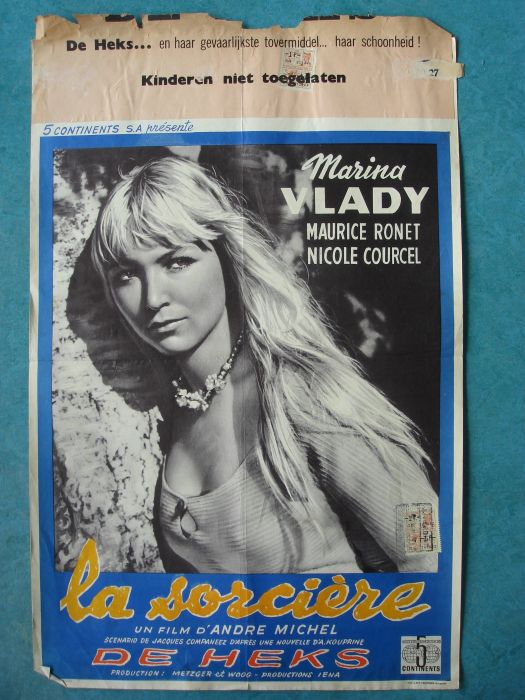 De Heks... en haar gevaarlijkste tovermiddel... haar schoonheid !
Kinderen niet toegelaten
27
5 CONTINENTS S.A présente
Marina
VLADY
MAURICE RONET
NICOLE COURCEL
la sorcière
UN FILM D'ANDRE MICHEL
SCENARIO DE JACQUES COMPANEEZ D'APRES UNE NOUVELLE D'A. KOUPRINE
DE HEKS
PRODUCTION : METZGER et WOOG - PRODUCTIONS IENA
5
CONTINENTS